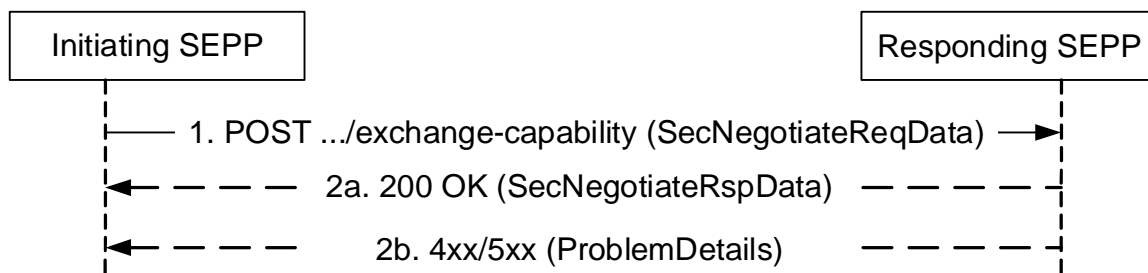 Initiating SEPP
Responding SEPP
1. POST .../exchange-capability (SecNegotiateReqData)
2a. 200 OK (SecNegotiateRspData)
2b. 4xx/5xx (ProblemDetails)